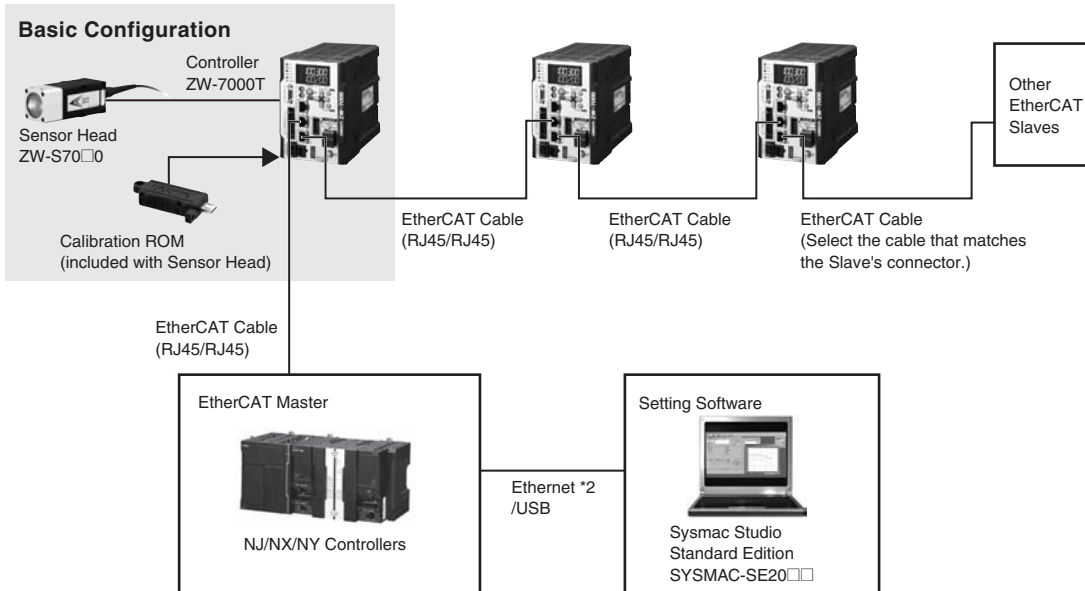 Basic Configuration
Controller
ZW-7000T
Sensor Head
ZW-S70□0
Calibration ROM
(included with Sensor Head)
Other
EtherCAT
Slaves
EtherCAT Cable
(RJ45/RJ45)
EtherCAT Cable
(RJ45/RJ45)
EtherCAT Cable
(Select the cable that matches
the Slave's connector.)
EtherCAT Cable
(RJ45/RJ45)
EtherCAT Master
NJ/NX/NY Controllers
Ethernet *2
/USB
Setting Software
Sysmac Studio
Standard Edition
SYSMAC-SE20□□